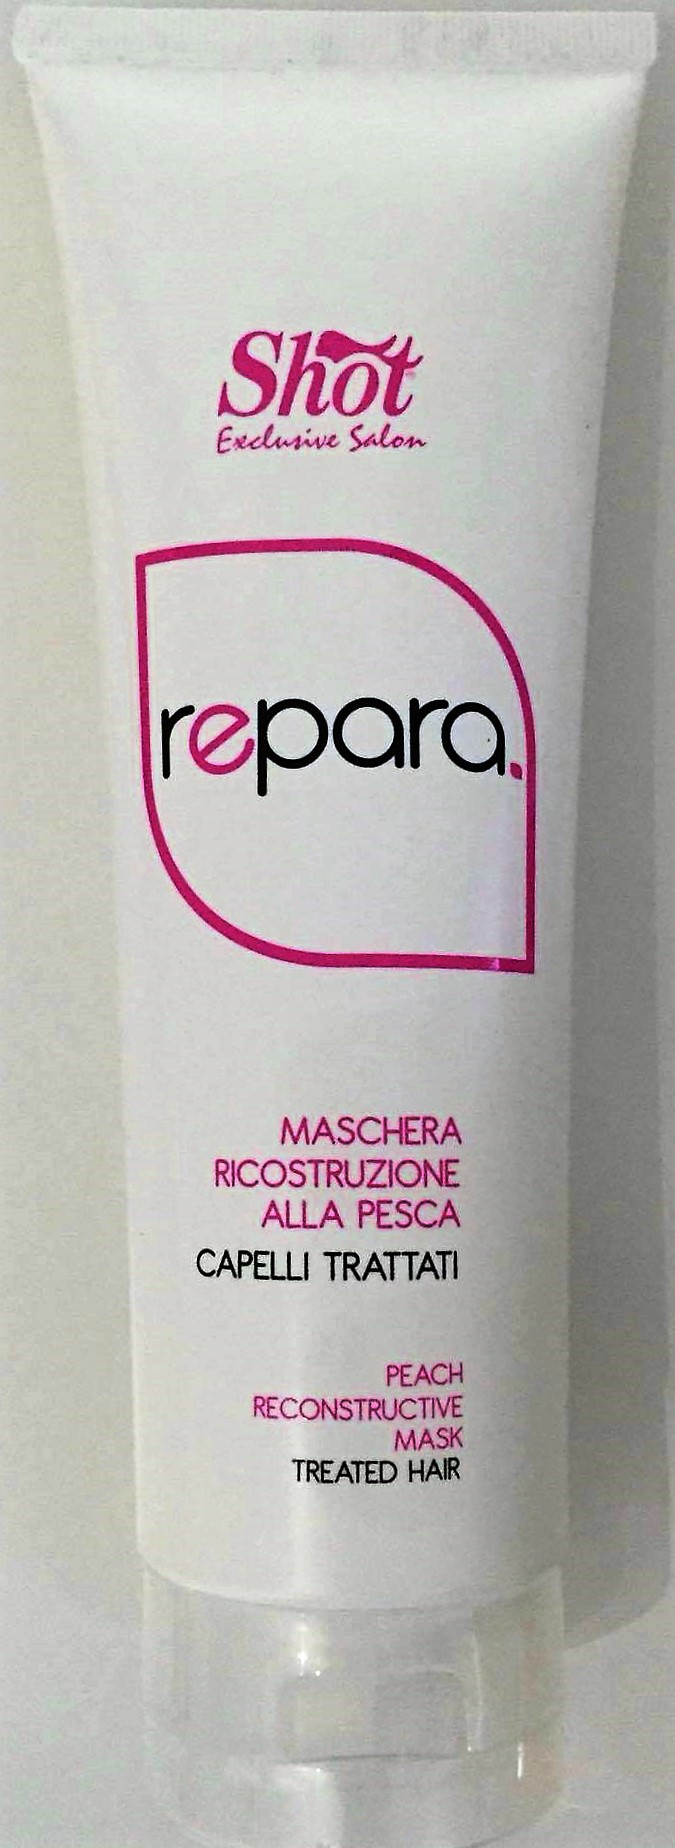 Shot
Exclusive Salon
repara.
MASCHERA
RICOSTRUZIONE
ALLA PESCA
CAPELLI TRATTATI
PEACH
RECONSTRUCTIVE
MASK
TREATED HAIR